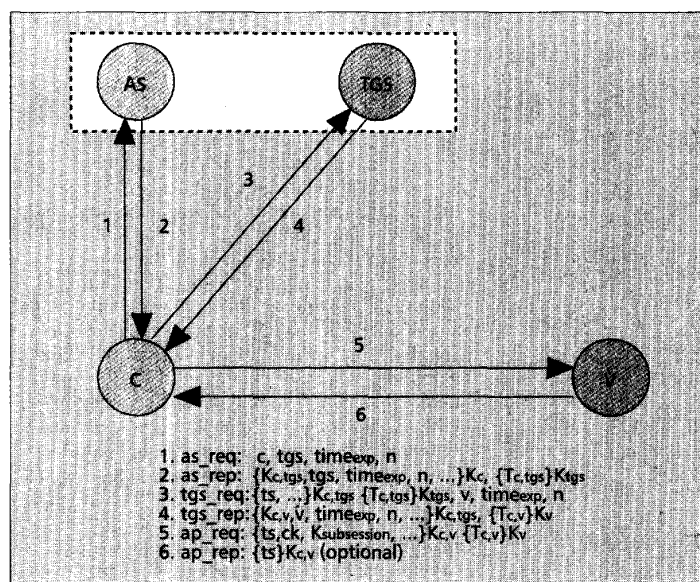 AS
TGS
3
1
2
4
C
5
V
6
1. as_req: c, tgs, timeexp, n
2. as_rep: {Kc,tgs,tgs, timeexp, n, ...}Kc, {Tc,tgs}Ktgs
3. tgs_req:{ts, ...}Kc,tgs {Tc,tgs}Ktgs, v, timeexp, n
4. tgs_rep:{Kc,v,v, timeexp, n, ...}Kc,tgs, {Tc,v}Kv
5. ap_req: {ts,ck, Ksubsession, ...}Kc,v {Tc,v}Kv
6. ap_rep: {ts}Kc,v (optional)